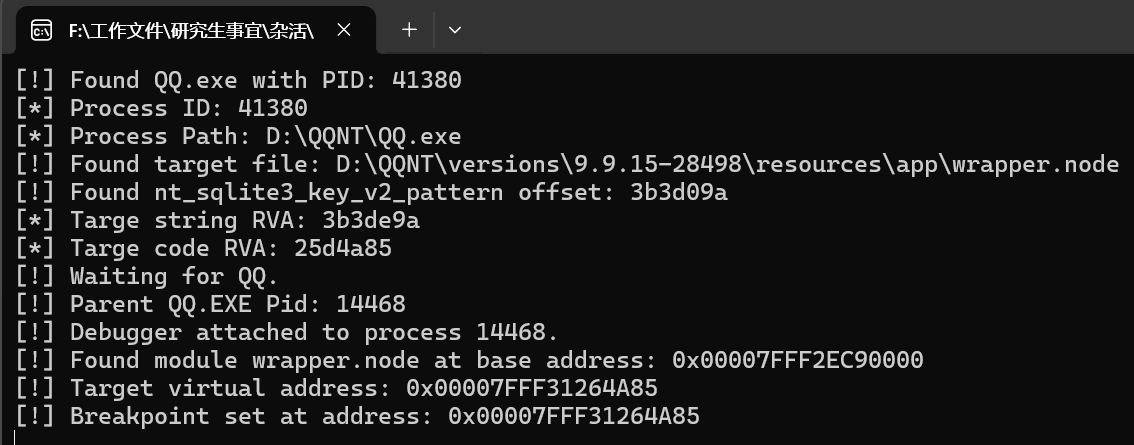 F:\工作文件\研究生事宜\杂活\
[!] Found QQ.exe with PID: 41380
[*] Process ID: 41380
[*] Process Path: D:\QQNT\QQ.exe
[!] Found target file: D:\QQNT\versions\9.9.15-28498\resources\app\wrapper.node
[!] Found nt_sqlite3_key_v2_pattern offset: 3b3d09a
[*] Targe string RVA: 3b3de9a
[*] Targe code RVA: 25d4a85
[!] Waiting for QQ.
[!] Parent QQ.EXE Pid: 14468
[!] Debugger attached to process 14468.
[!] Found module wrapper.node at base address: 0x00007FFF2EC90000
[!] Target virtual address: 0x00007FFF31264A85
[!] Breakpoint set at address: 0x00007FFF31264A85